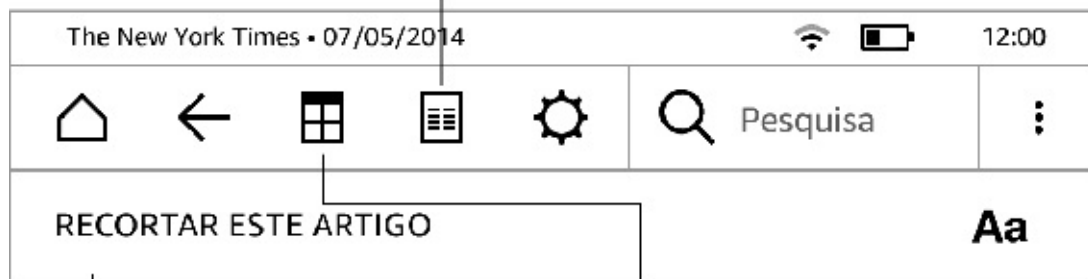 The New York Times • 07/05/2014 12:00
Pesquisa
RECORTAR ESTE ARTIGO Aa